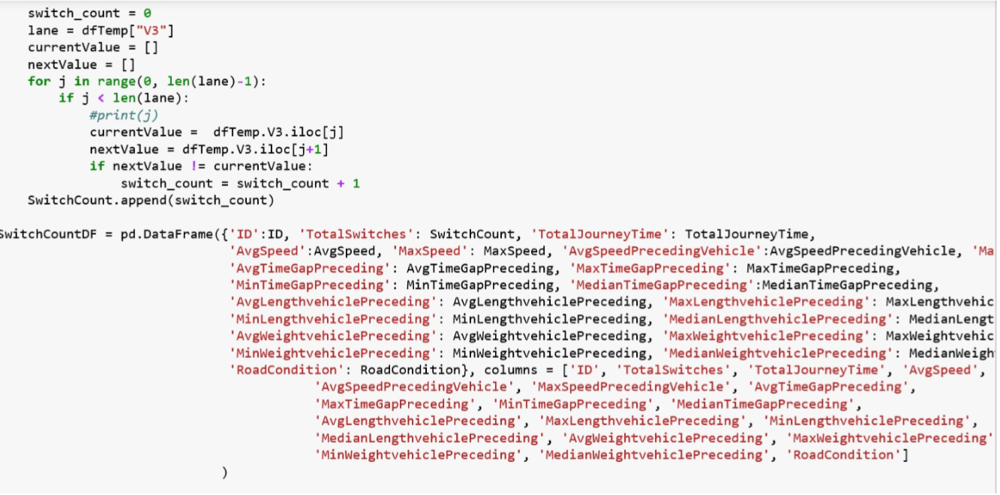 switch_count = 0
lane = dfTemp["V3"]
currentValue = []
nextValue = []
for j in range(0, len(lane)-1):
if j < len(lane):
#print(j)
currentValue =  dfTemp.V3.iloc[j]
nextValue = dfTemp.V3.iloc[j+1]
if nextValue != currentValue:
switch_count = switch_count + 1
SwitchCount.append(switch_count)
SwitchCountDF = pd.DataFrame({'ID':ID, 'TotalSwitches': SwitchCount, 'TotalJourneyTime': TotalJourneyTime,
'AvgSpeed':AvgSpeed, 'MaxSpeed': MaxSpeed, 'AvgSpeedPrecedingVehicle':AvgSpeedPrecedingVehicle, 'Ma
'AvgTimeGapPreceding': AvgTimeGapPreceding, 'MaxTimeGapPreceding': MaxTimeGapPreceding,
'MinTimeGapPreceding': MinTimeGapPreceding, 'MedianTimeGapPreceding':MedianTimeGapPreceding,
'AvgLengthvehiclePreceding': AvgLengthvehiclePreceding, 'MaxLengthvehiclePreceding': MaxLengthvehic
'MinLengthvehiclePreceding': MinLengthvehiclePreceding, 'MedianLengthvehiclePreceding': MedianLengt
'AvgWeightvehiclePreceding': AvgWeightvehiclePreceding, 'MaxWeightvehiclePreceding': MaxWeightvehic
'MinWeightvehiclePreceding': MinWeightvehiclePreceding, 'MedianWeightvehiclePreceding': MedianWeigh
'RoadCondition': RoadCondition}, columns = ['ID', 'TotalSwitches', 'TotalJourneyTime', 'AvgSpeed',
'AvgSpeedPrecedingVehicle', 'MaxSpeedPrecedingVehicle', 'AvgTimeGapPreceding',
'MaxTimeGapPreceding', 'MinTimeGapPreceding', 'MedianTimeGapPreceding',
'AvgLengthvehiclePreceding', 'MaxLengthvehiclePreceding', 'MinLengthvehiclePreceding',
'MedianLengthvehiclePreceding', 'AvgWeightvehiclePreceding', 'MaxWeightvehiclePreceding'
'MinWeightvehiclePreceding', 'MedianWeightvehiclePreceding', 'RoadCondition']
)